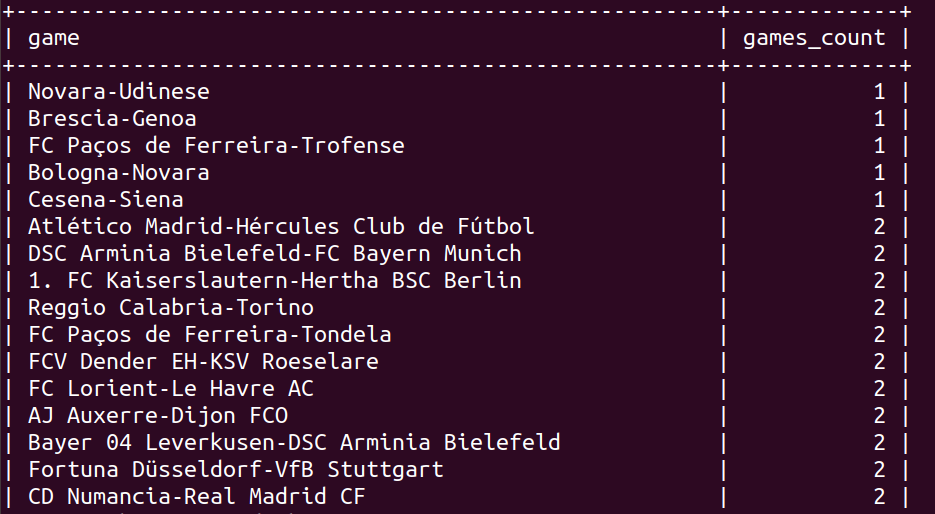 +------------------------------------------------------+-------------+
| game | games_count |
+------------------------------------------------------+-------------+
| Novara-Udinese | 1 |
| Brescia-Genoa | 1 |
| FC Paços de Ferreira-Trofense | 1 |
| Bologna-Novara | 1 |
| Cesena-Siena | 1 |
| Atlético Madrid-Hércules Club de Fútbol | 2 |
| DSC Arminia Bielefeld-FC Bayern Munich | 2 |
| 1. FC Kaiserslautern-Hertha BSC Berlin | 2 |
| Reggio Calabria-Torino | 2 |
| FC Paços de Ferreira-Tondela | 2 |
| FCV Dender EH-KSV Roeselare | 2 |
| FC Lorient-Le Havre AC | 2 |
| AJ Auxerre-Dijon FCO | 2 |
| Bayer 04 Leverkusen-DSC Arminia Bielefeld | 2 |
| Fortuna Düsseldorf-VfB Stuttgart | 2 |
| CD Numancia-Real Madrid CF | 2 |